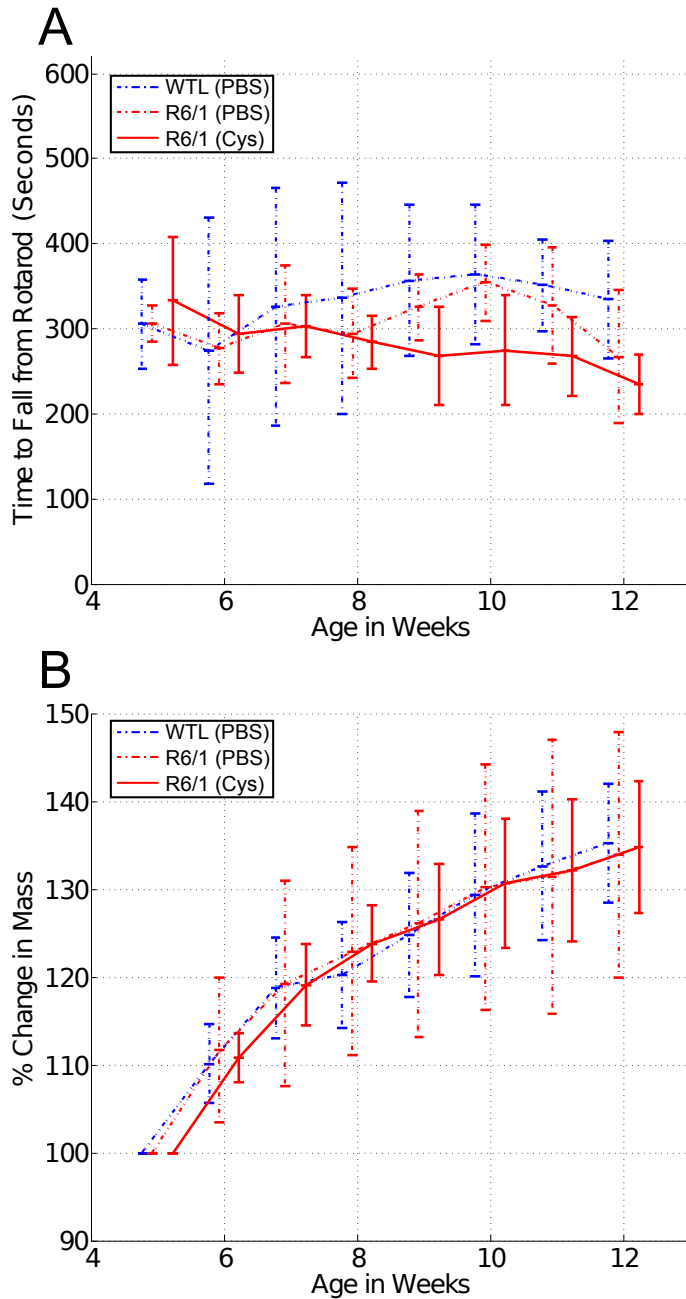 A
Time to Fall from Rotarod (Seconds)
600
500
400
300
200
100
0
WTL (PBS)
R6/1 (PBS)
R6/1 (Cys)
4 6 8 10 12
Age in Weeks
B
% Change in Mass
150
140
130
120
110
100
90
WTL (PBS)
R6/1 (PBS)
R6/1 (Cys)
4 6 8 10 12
Age in Weeks